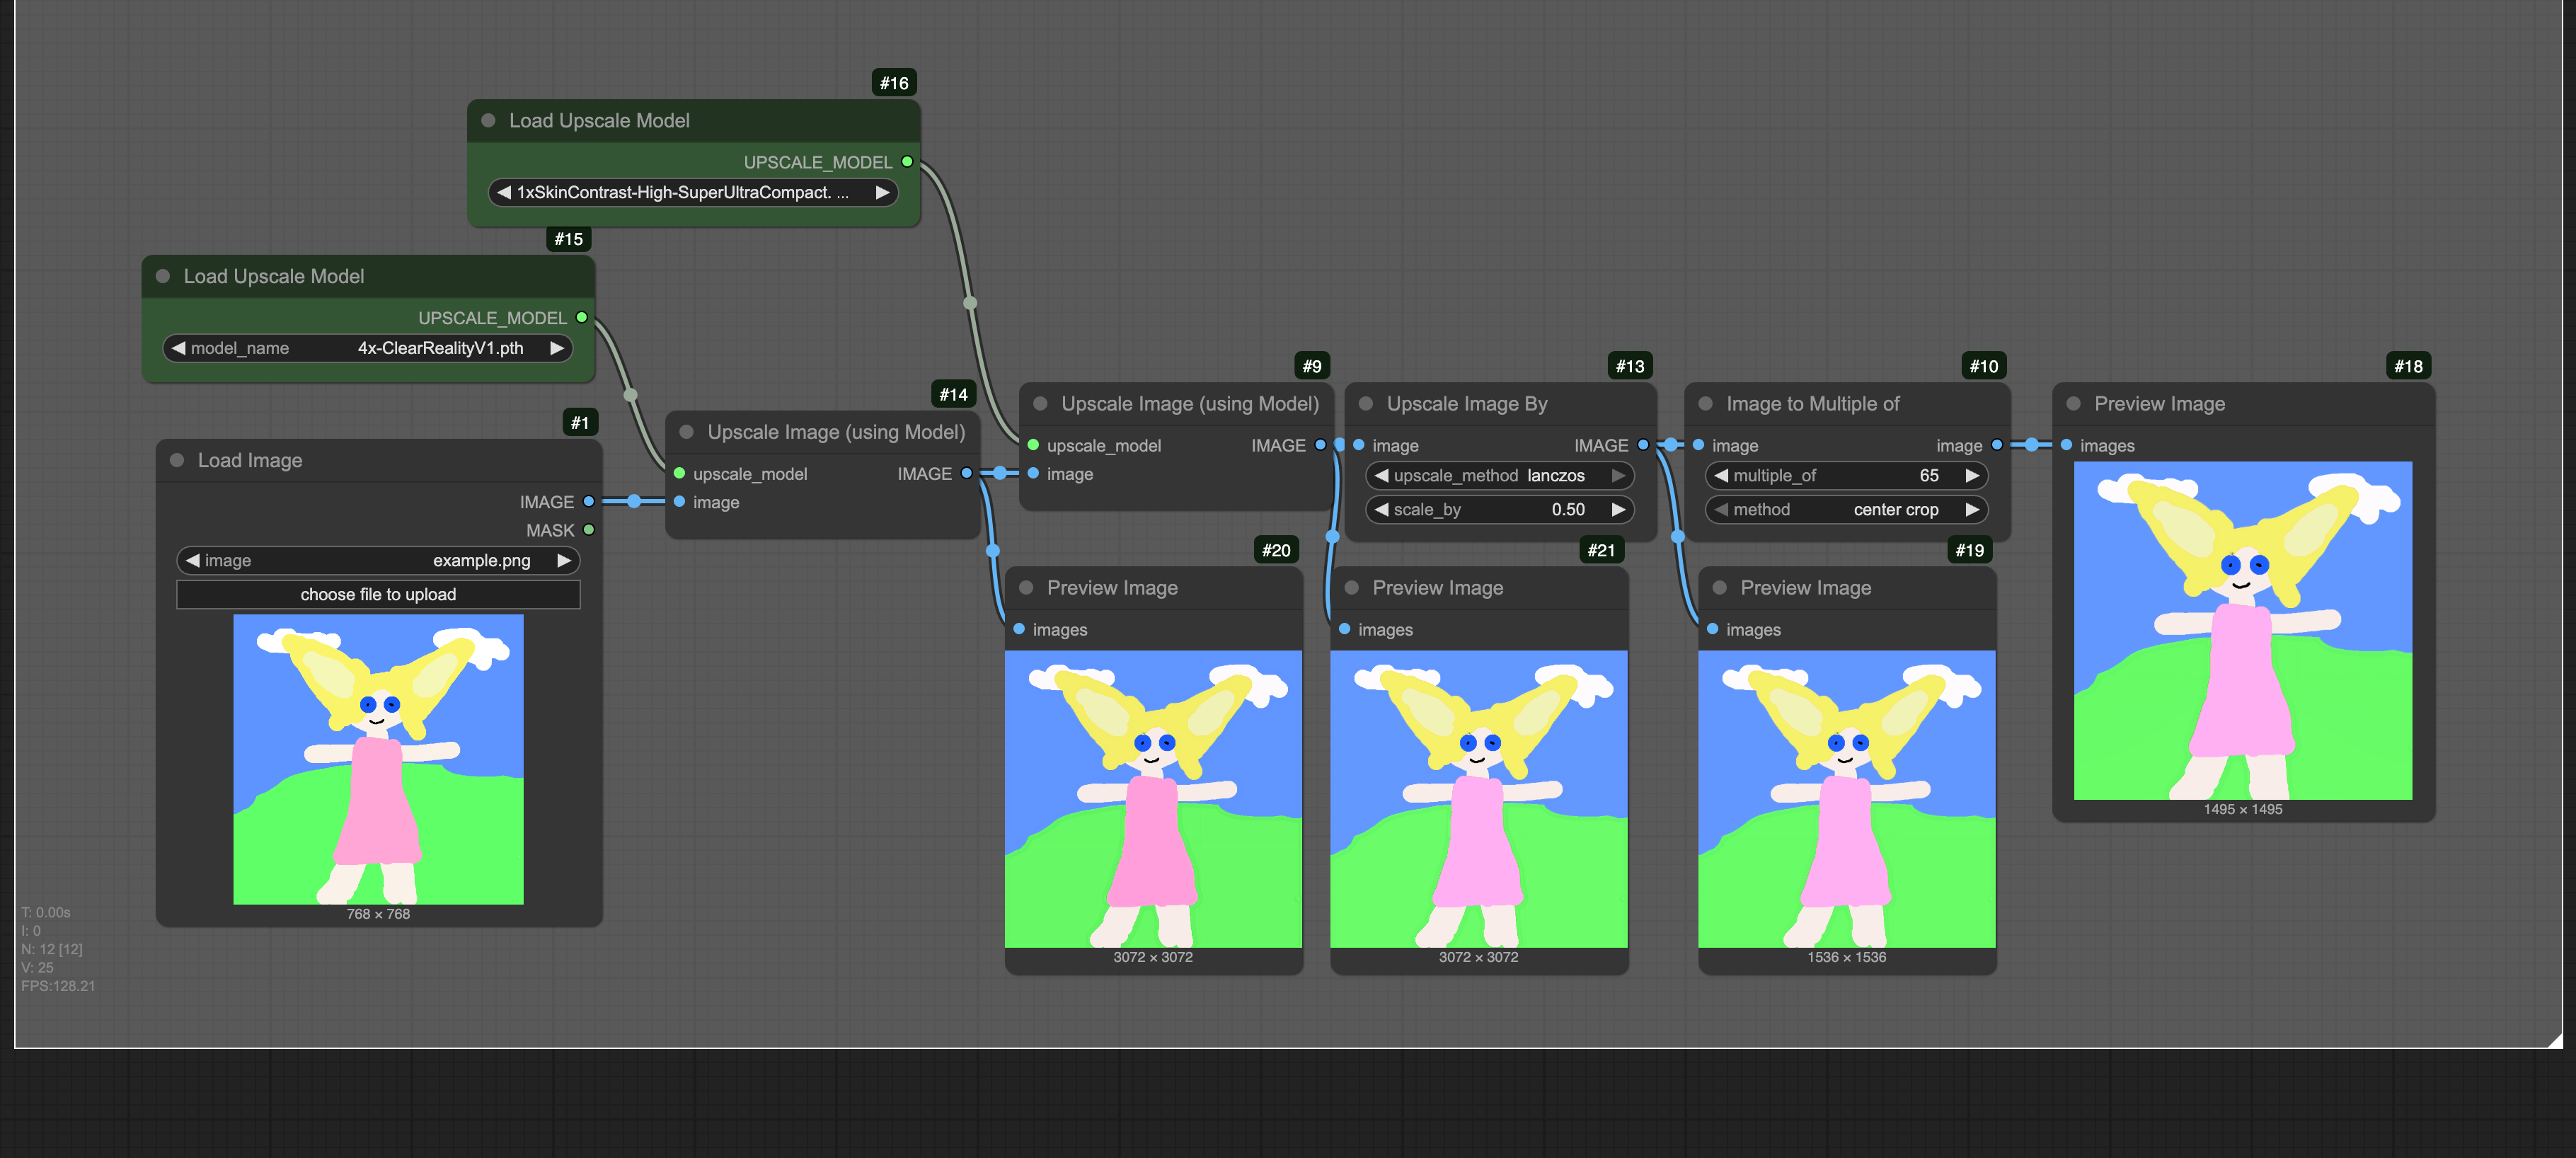 #16
Load Upscale Model
UPSCALE_MODEL
1xSkinContrast-High-SuperUltraCompact. ...
#15
Load Upscale Model
UPSCALE_MODEL
model_name 4x-ClearRealityV1.pth
#1
Load Image
IMAGE
MASK
image example.png
choose file to upload
768 × 768
#14
Upscale Image (using Model)
upscale_model IMAGE
image
#9
Upscale Image (using Model)
upscale_model IMAGE
image
#13
Upscale Image By
image IMAGE
upscale_method lanczos
scale_by 0.50
#10
Image to Multiple of
image image
multiple_of 65
method center crop
#18
Preview Image
images
1495 × 1495
#20
Preview Image
images
3072 × 3072
#21
Preview Image
images
3072 × 3072
#19
Preview Image
images
1536 × 1536
T: 0.00s
I: 0
N: 12 [12]
V: 25
FPS:128.21